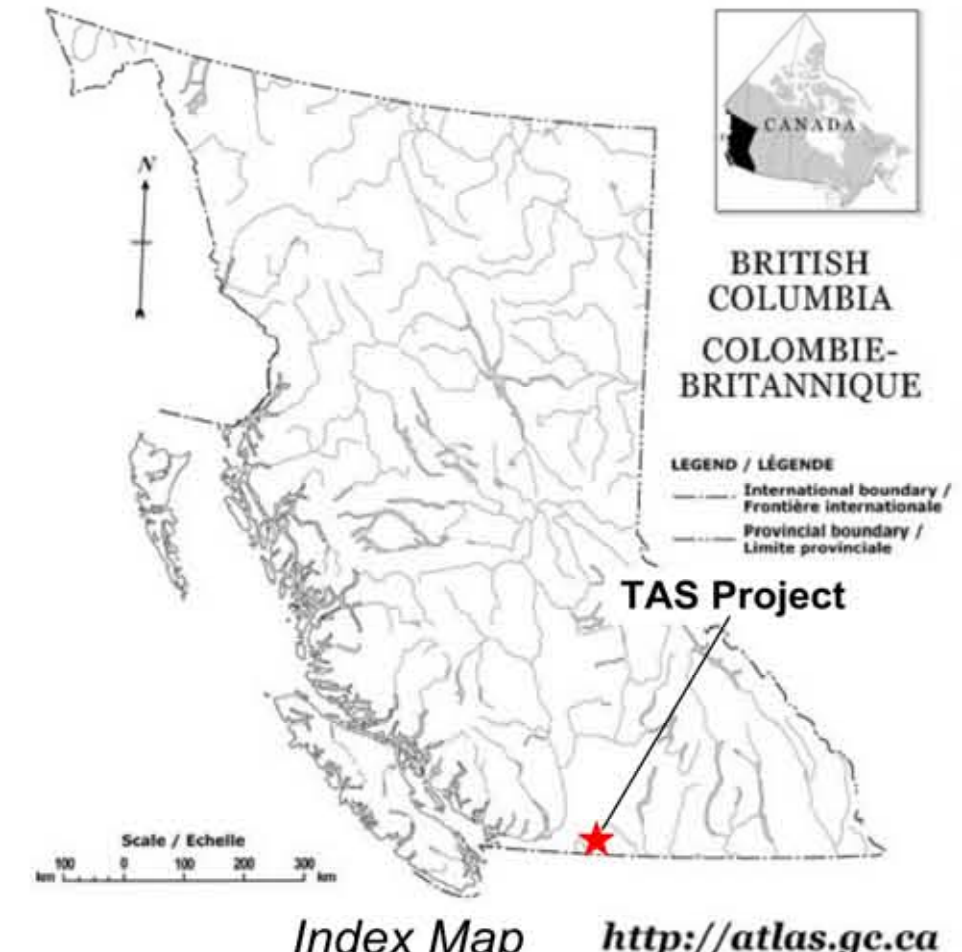 CANADA
N
BRITISH
COLUMBIA
COLOMBIE-
BRITANNIQUE
LEGEND / LÉGENDE
International boundary /
Frontière internationale
Provincial boundary /
Limite provinciale
TAS Project
Scale / Echelle
100 0 100 200 300
km km
Index Map
http://atlas.gc.ca